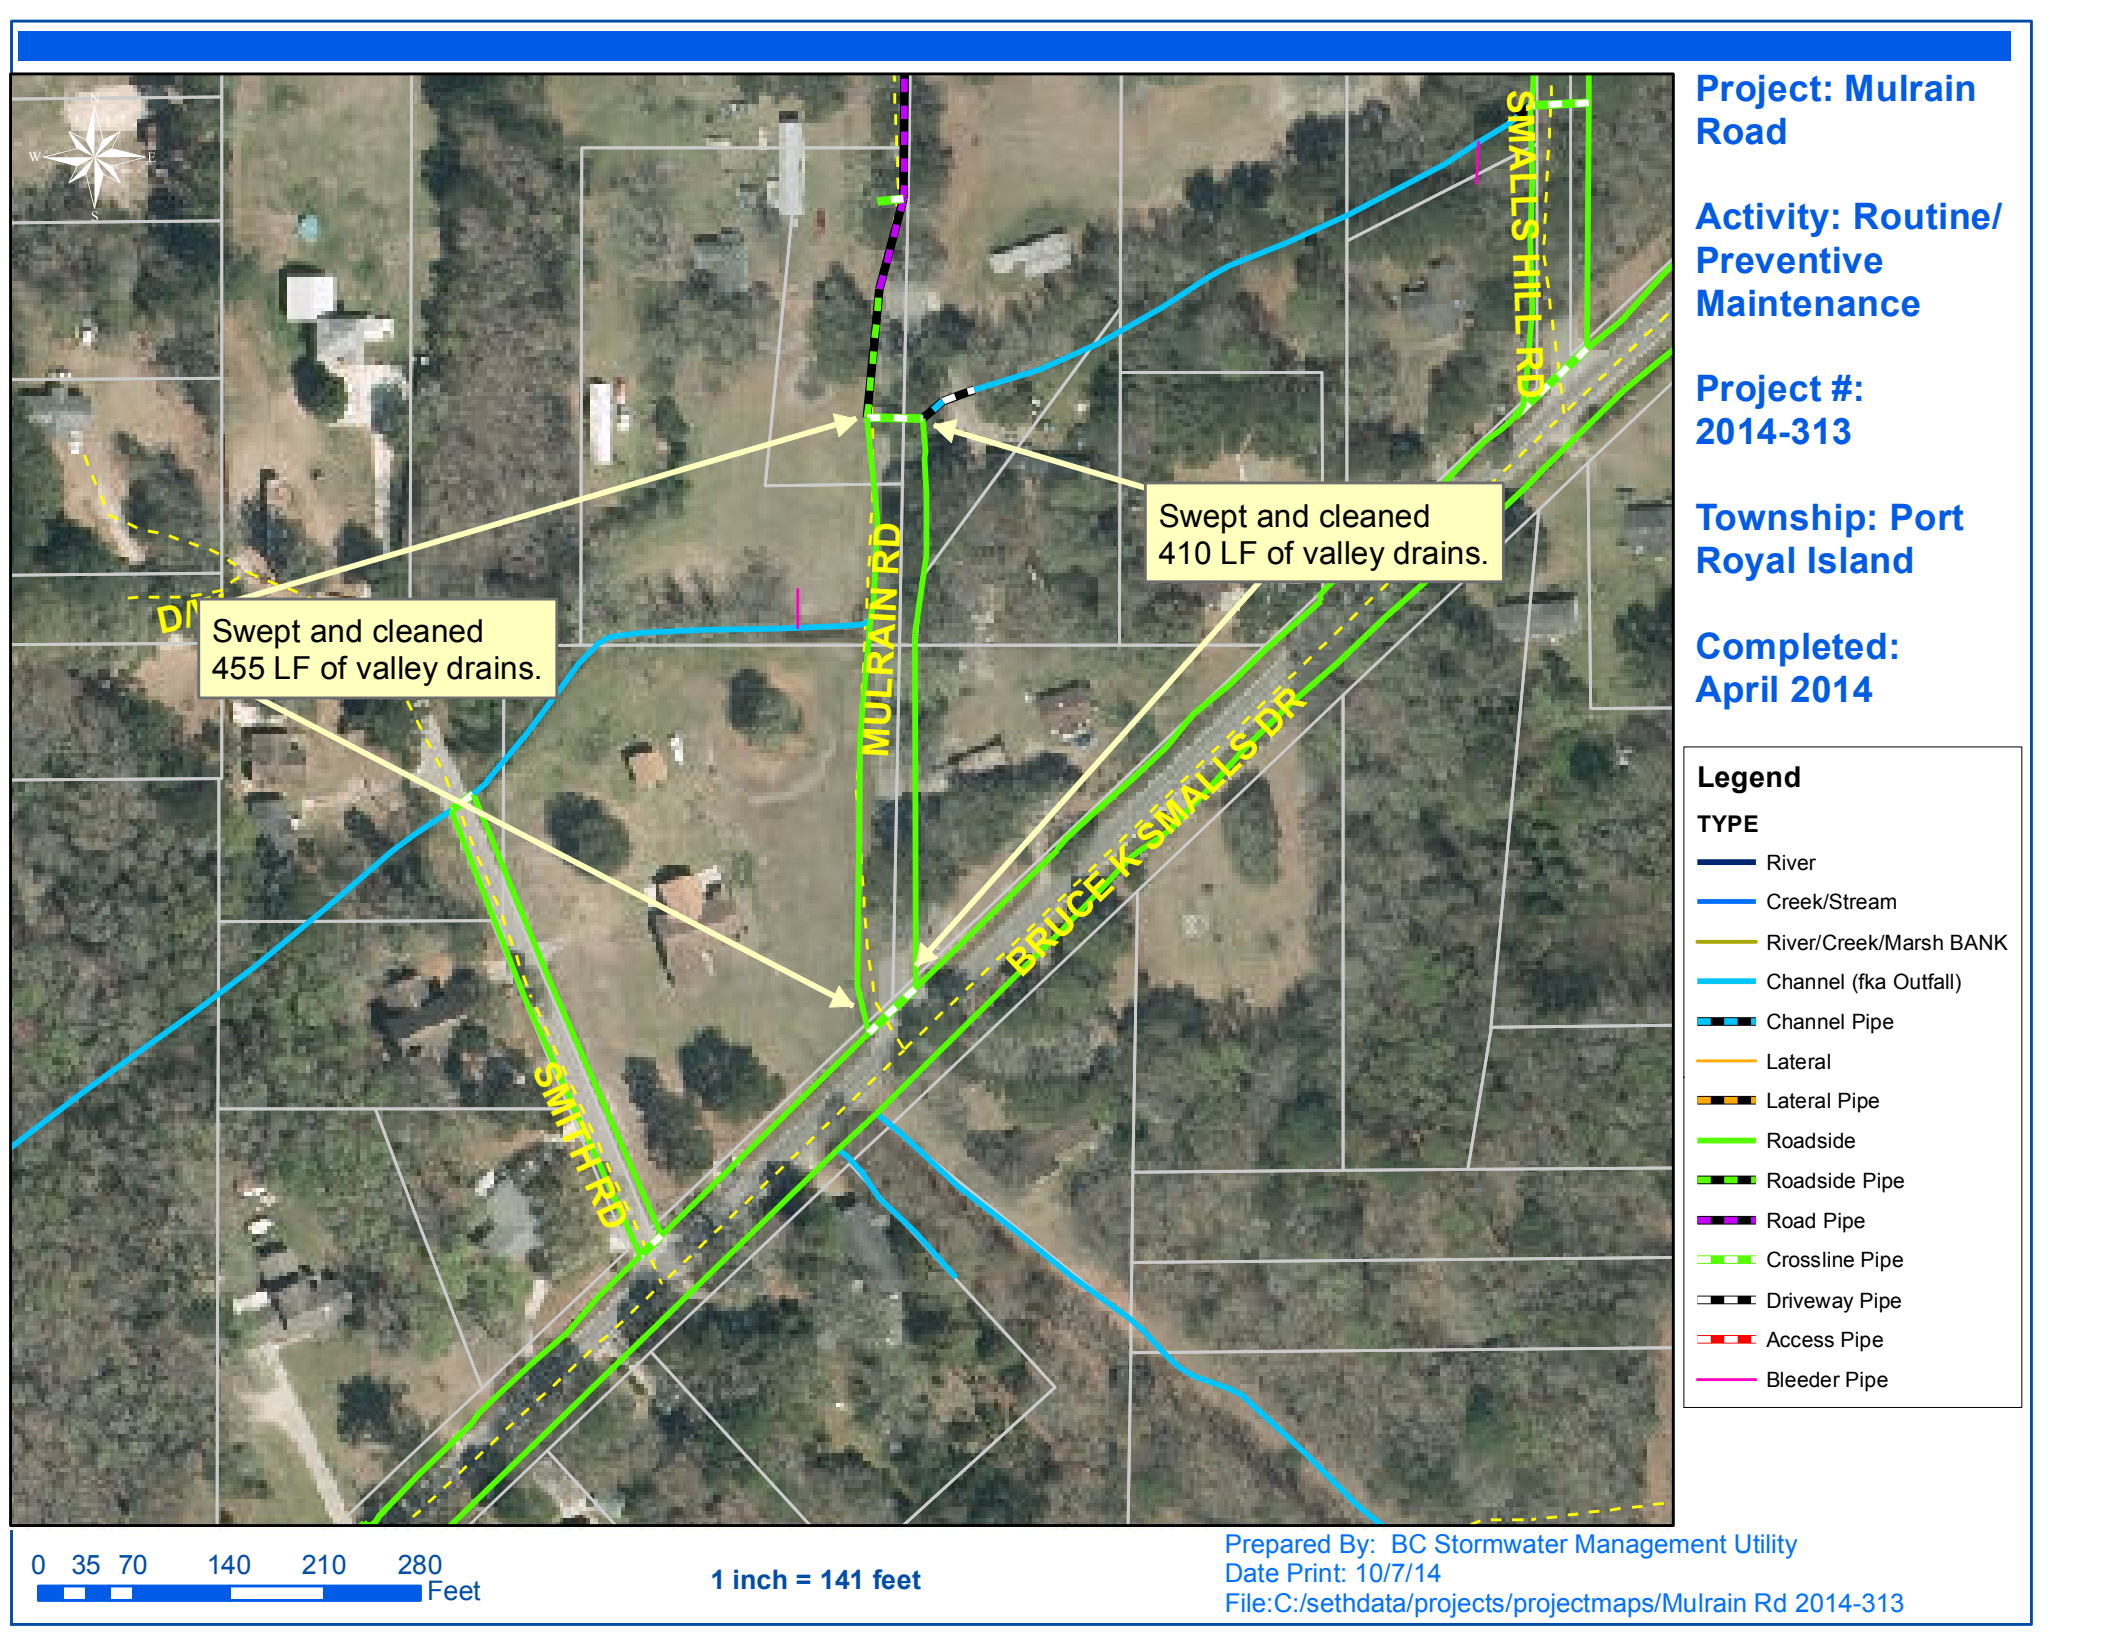 Project: Mulrain
Road
Activity: Routine/
Preventive
Maintenance
Project #:
2014-313
Township: Port
Royal Island
Completed:
April 2014
N
W
E
S
SMALLS HILL RD
MULRAIN RD
BRUCE K SMALLS DR
SMITH RD
Swept and cleaned
410 LF of valley drains.
Swept and cleaned
455 LF of valley drains.
Legend
TYPE
River
Creek/Stream
River/Creek/Marsh BANK
Channel (fka Outfall)
Channel Pipe
Lateral
Lateral Pipe
Roadside
Roadside Pipe
Road Pipe
Crossline Pipe
Driveway Pipe
Access Pipe
Bleeder Pipe
0 35 70 140 210 280
Feet
1 inch = 141 feet
Prepared By: BC Stormwater Management Utility
Date Print: 10/7/14
File:C:/sethdata/projects/projectmaps/Mulrain Rd 2014-313